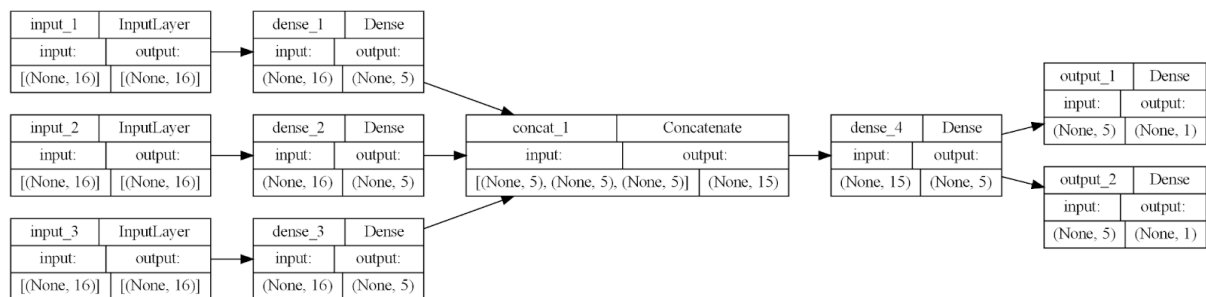 input_1 InputLayer
input: output:
[(None, 16)] [(None, 16)]
dense_1 Dense
input: output:
(None, 16) (None, 5)
input_2 InputLayer
input: output:
[(None, 16)] [(None, 16)]
dense_2 Dense
input: output:
(None, 16) (None, 5)
input_3 InputLayer
input: output:
[(None, 16)] [(None, 16)]
dense_3 Dense
input: output:
(None, 16) (None, 5)
concat_1 Concatenate
input: output:
[(None, 5), (None, 5), (None, 5)] (None, 15)
dense_4 Dense
input: output:
(None, 15) (None, 5)
output_1 Dense
input: output:
(None, 5) (None, 1)
output_2 Dense
input: output:
(None, 5) (None, 1)